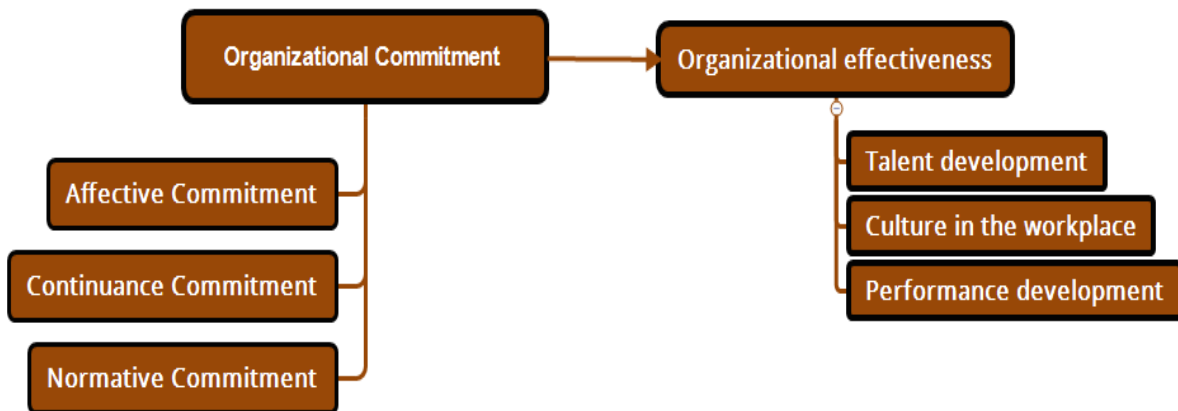 Organizational Commitment
Organizational effectiveness
Affective Commitment
Continuance Commitment
Normative Commitment
Talent development
Culture in the workplace
Performance development